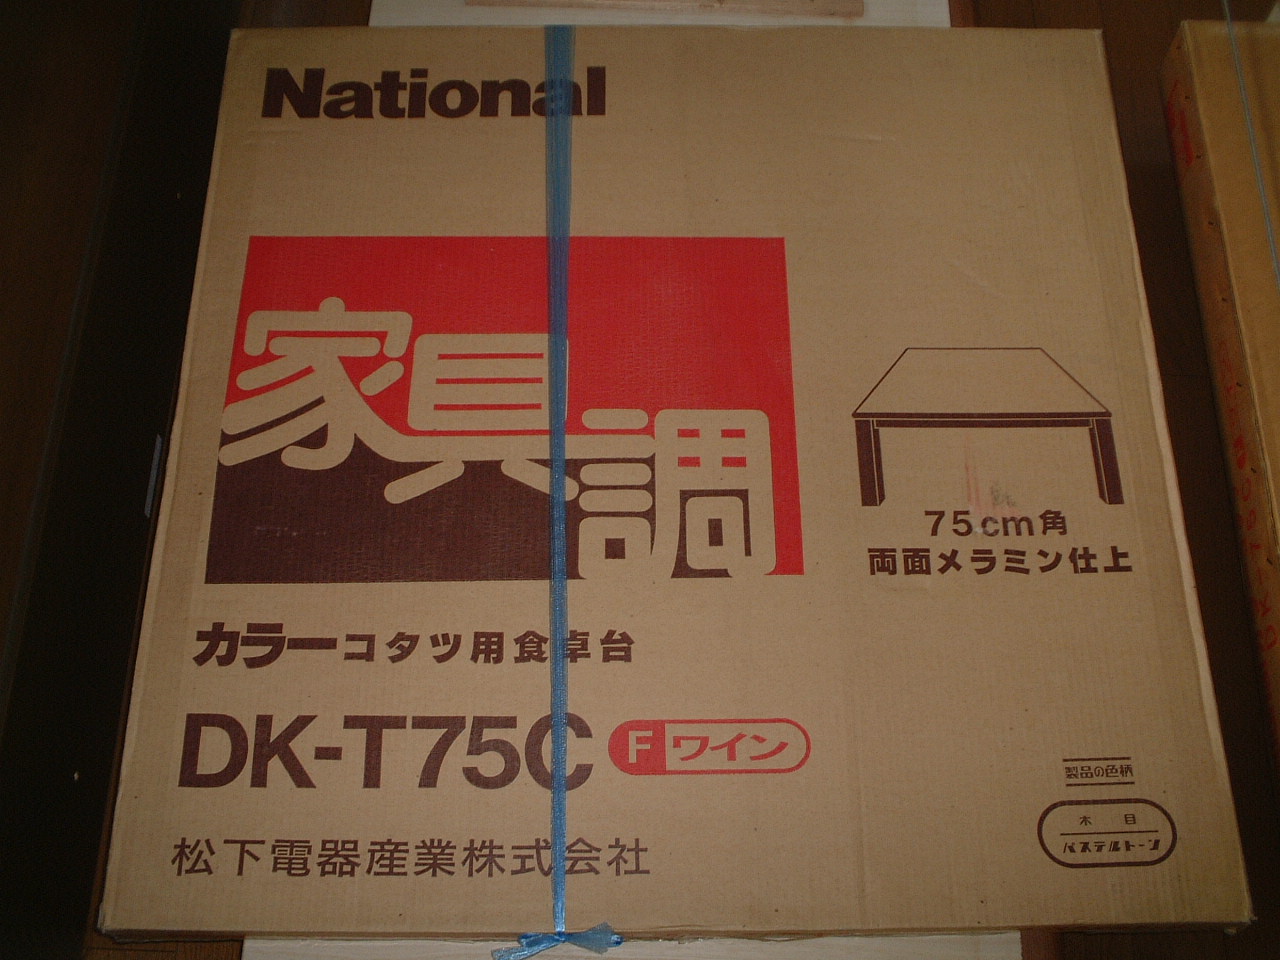 National
家具調
75cm角
両面メラミン仕上
カラーコタツ用食卓台
DK-T75C Fワイン
製品の色柄
木目
パステルトーン
松下電器産業株式会社